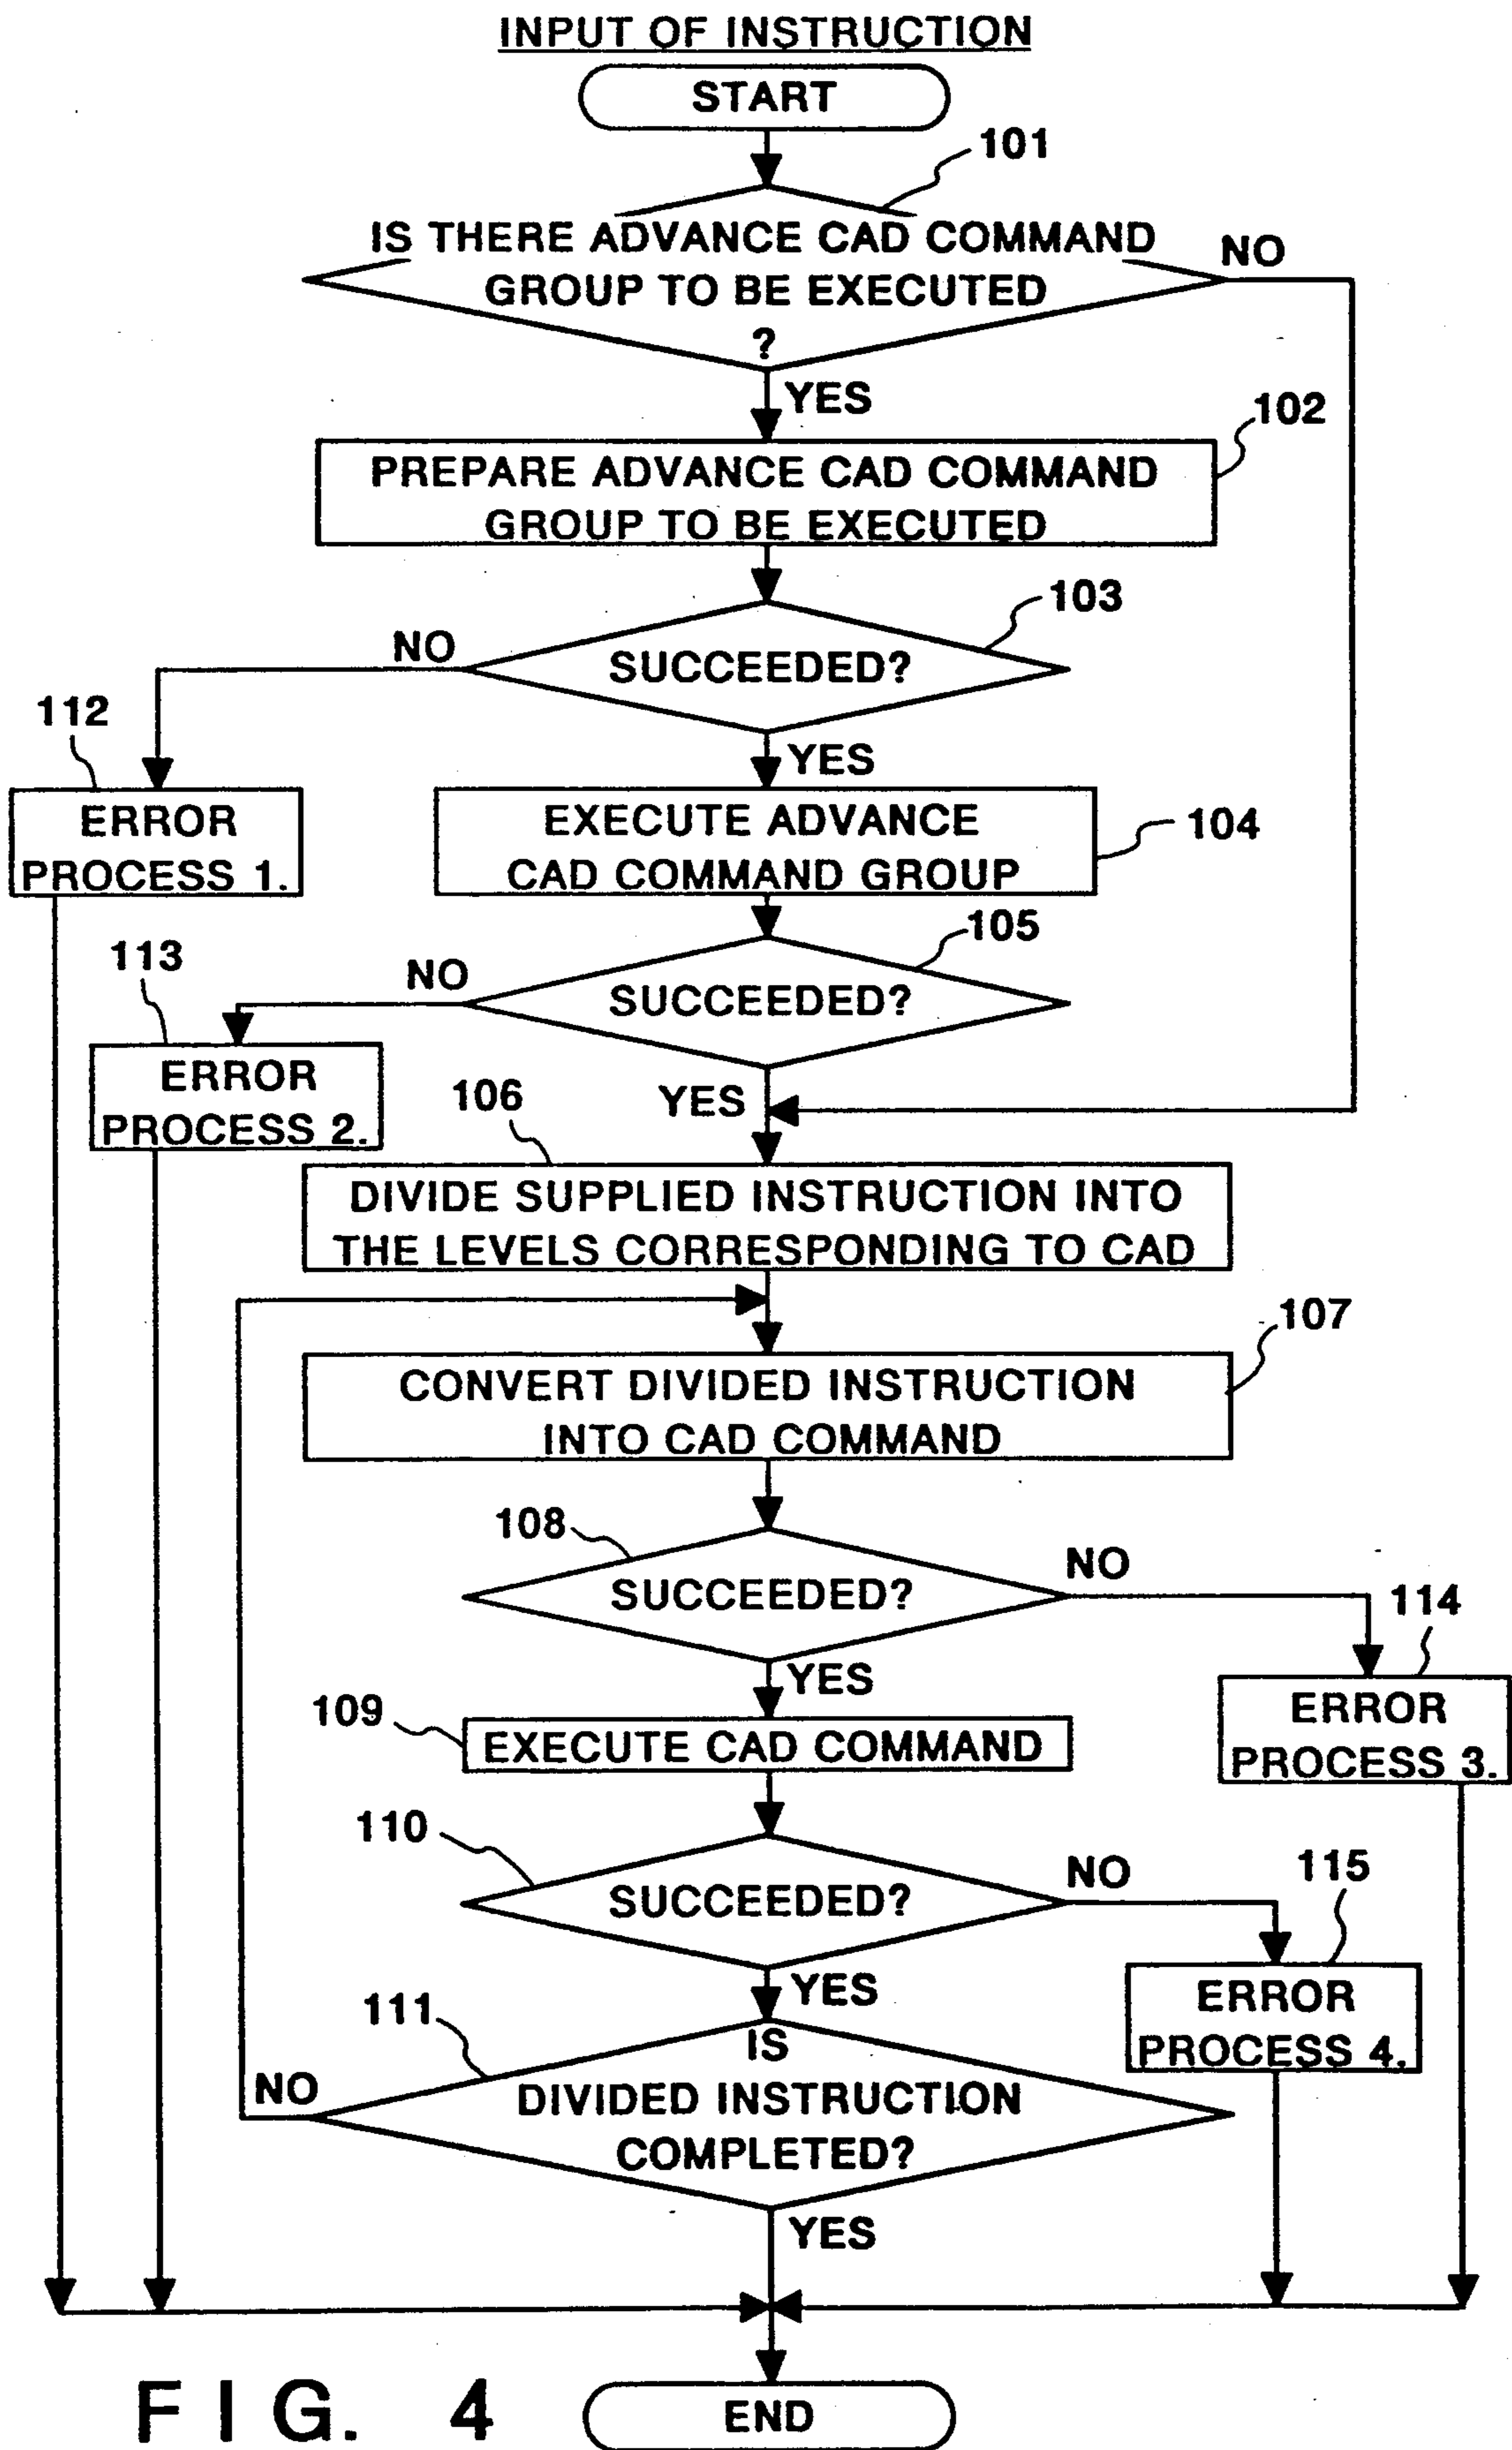 INPUT OF INSTRUCTION
START
101
IS THERE ADVANCE CAD COMMAND
NO
GROUP TO BE EXECUTED
?
YES
102
PREPARE ADVANCE CAD COMMAND
GROUP TO BE EXECUTED
103
NO
SUCCEEDED?
112
YES
ERROR
PROCESS 1.
EXECUTE ADVANCE
CAD COMMAND GROUP
104
105
113
NO
SUCCEEDED?
ERROR
PROCESS 2.
106
YES
DIVIDE SUPPLIED INSTRUCTION INTO
THE LEVELS CORRESPONDING TO CAD
107
CONVERT DIVIDED INSTRUCTION
INTO CAD COMMAND
108
NO
SUCCEEDED?
114
YES
ERROR
PROCESS 3.
109
EXECUTE CAD COMMAND
110
NO
115
SUCCEEDED?
YES
ERROR
PROCESS 4.
111
IS
NO
DIVIDED INSTRUCTION
COMPLETED?
YES
FIG. 4
END